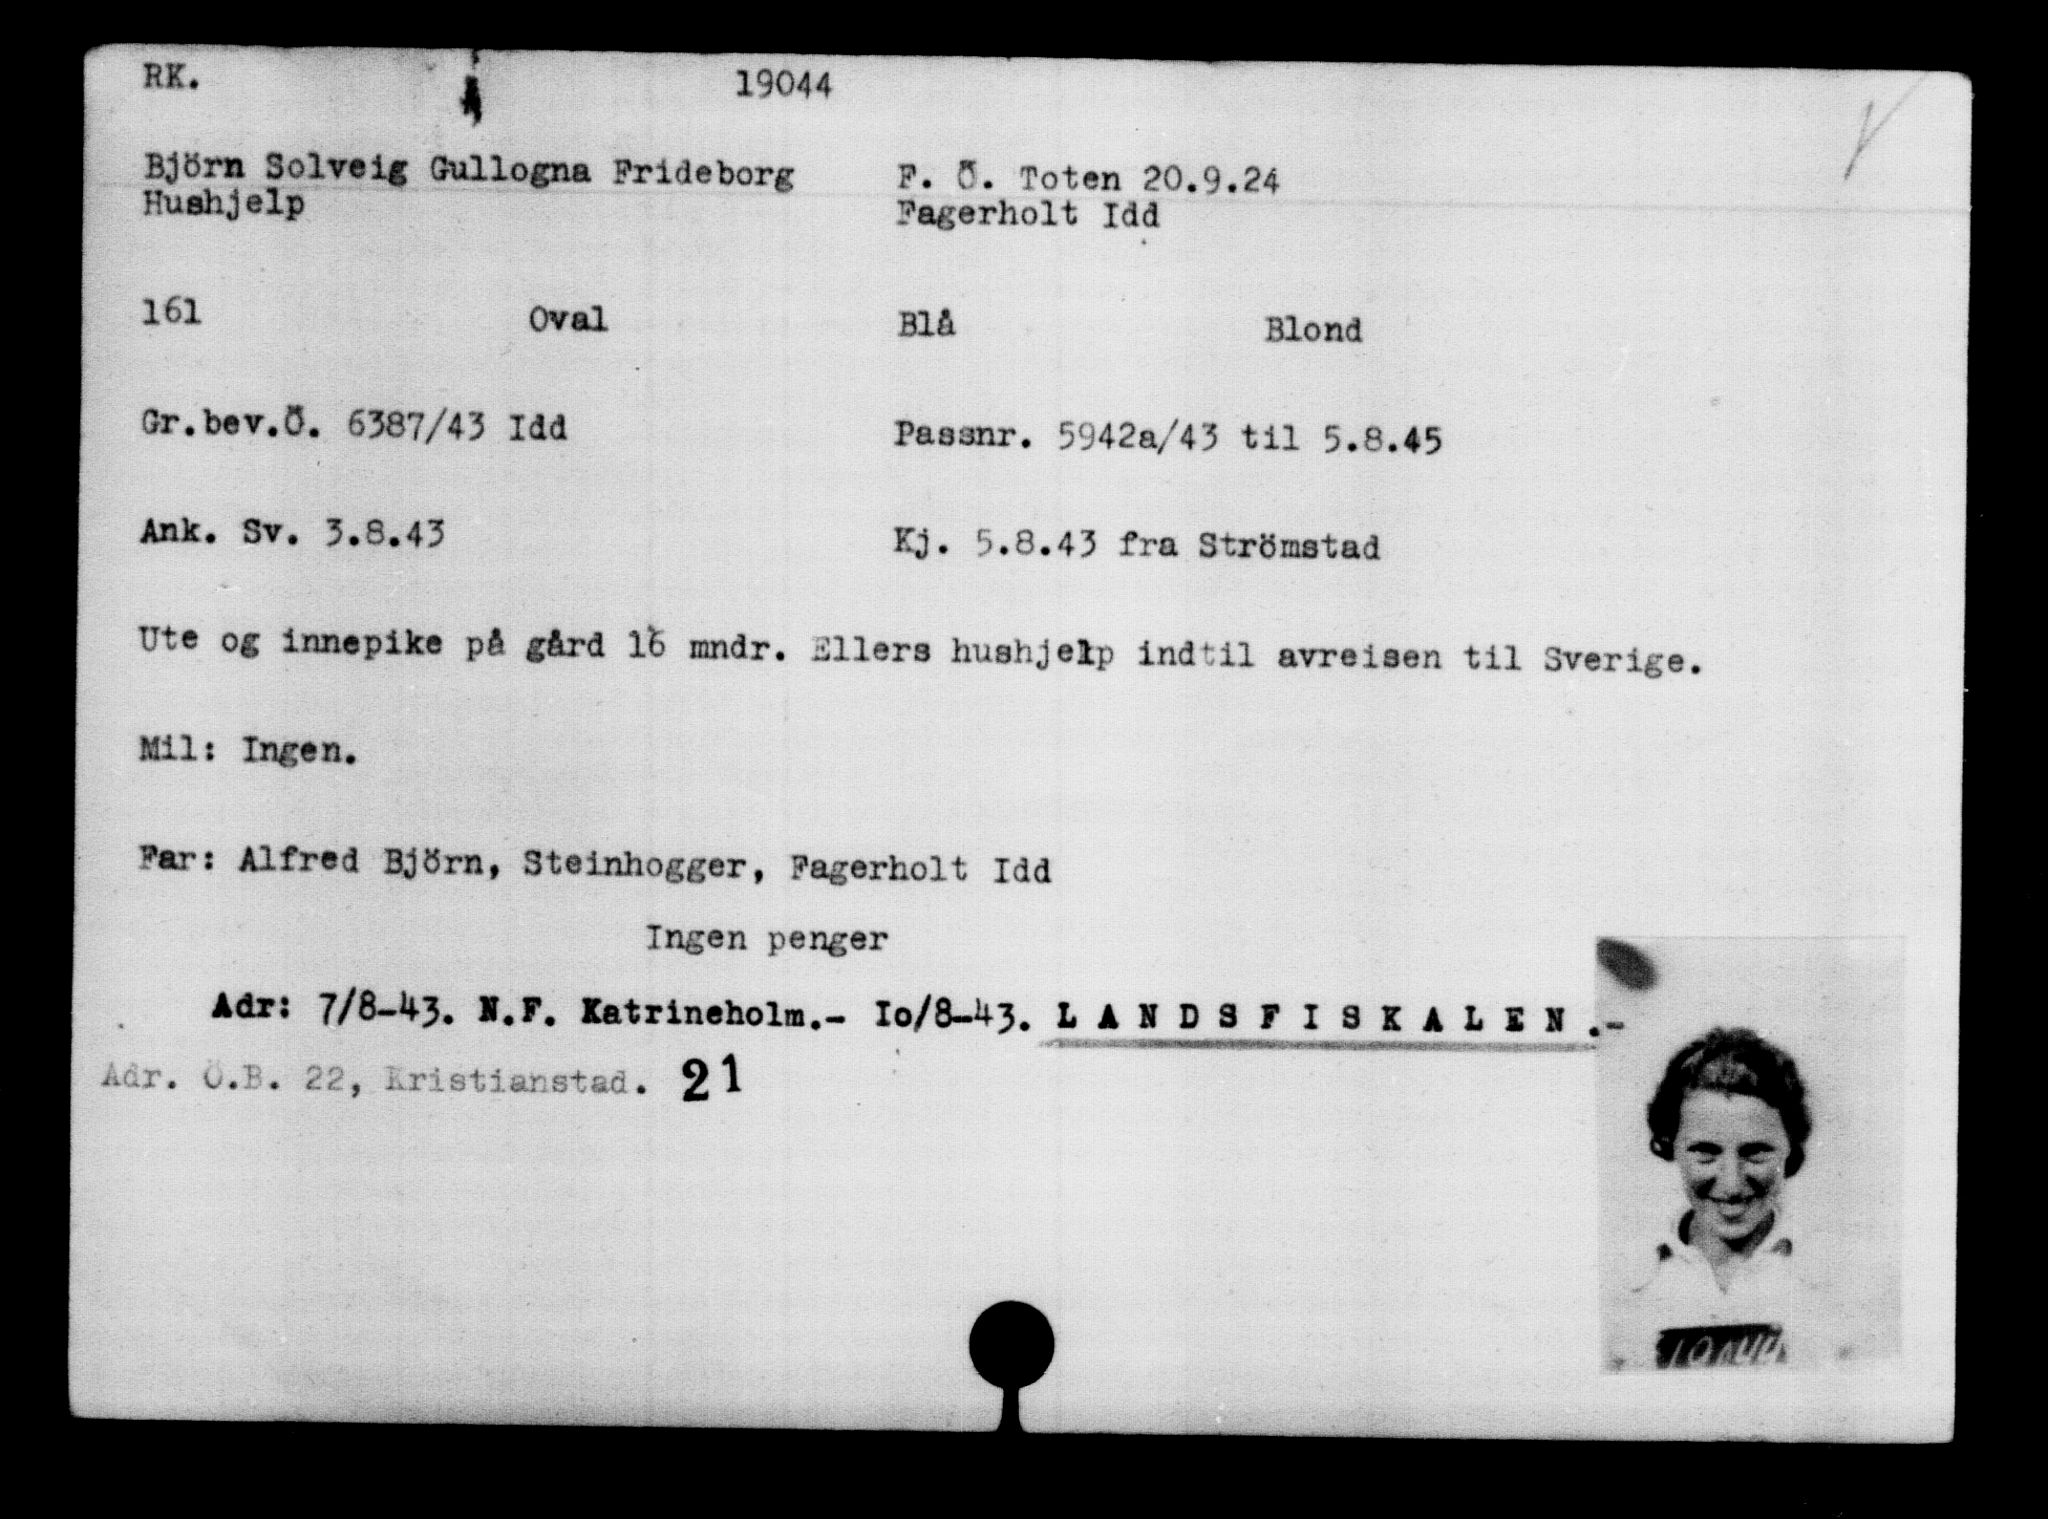 RK. 19044
Björn Solveig Gullogna Frideborg F. Ö. Toten 20.9.24
Hushjelp Fagerholt Idd
161 Oval Blå Blond
Gr.bev.Ö. 6387/43 Idd Passnr. 5942a/43 til 5.8.45
Ank. Sv. 3.8.43 Kj. 5.8.43 fra Strömstad
Ute og innepike på gård 16 mndr. Ellers hushjelp indtil avreisen til Sverige.
Mil: Ingen.
Far: Alfred Björn, Steinhogger, Fagerholt Idd
Ingen penger
Adr: 7/8-43. N.F. Katrineholm.- Io/8-43. L A N D S F I S K A L E N .-
Adr. Ö.B. 22, Kristianstad. 21